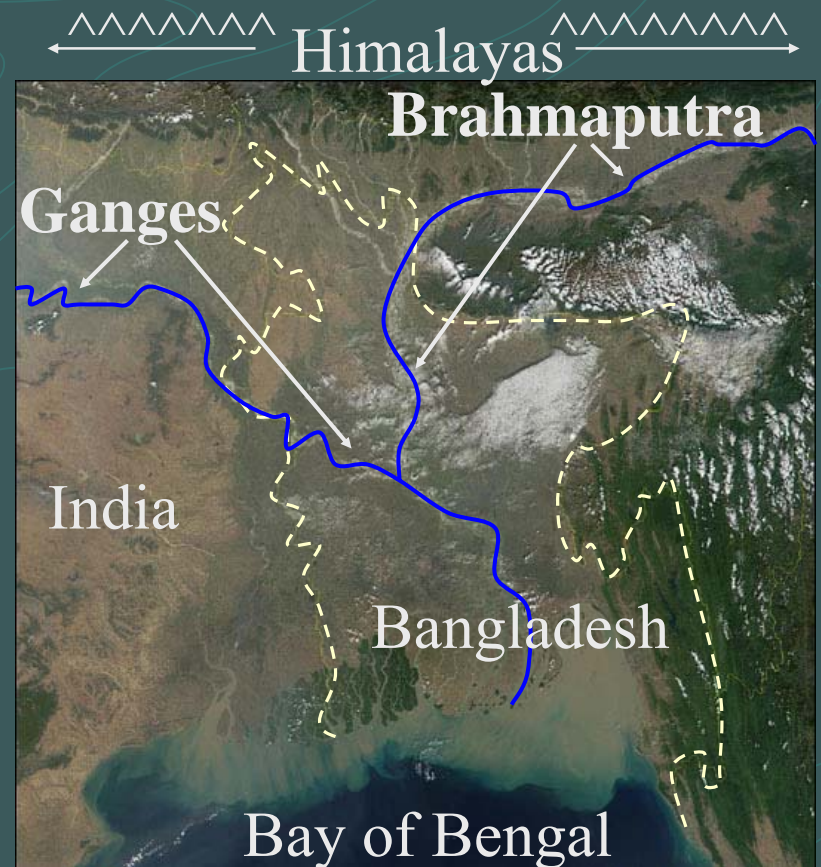 Himalayas
Brahmaputra
Ganges
India
Bangladesh
Bay of Bengal